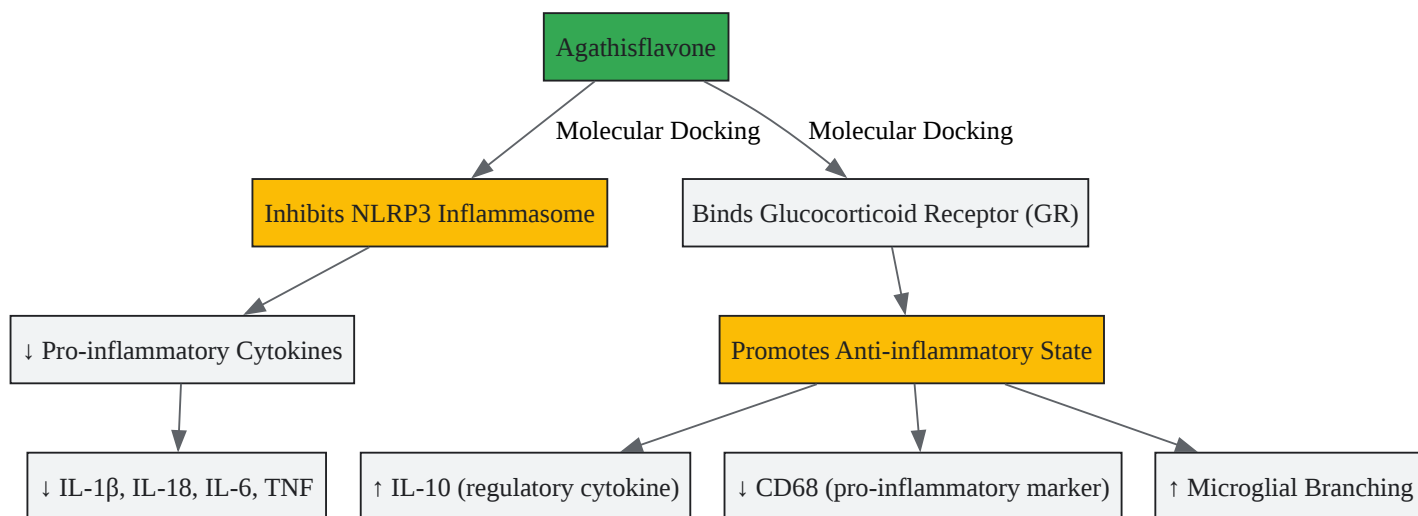 Agathisflavone
Molecular Docking
Molecular Docking
Inhibits NLRP3 Inflammasome
Binds Glucocorticoid Receptor (GR)
↓ Pro-inflammatory Cytokines
Promotes Anti-inflammatory State
↓ IL-1β, IL-18, IL-6, TNF
↑ IL-10 (regulatory cytokine)
↓ CD68 (pro-inflammatory marker)
↑ Microglial Branching